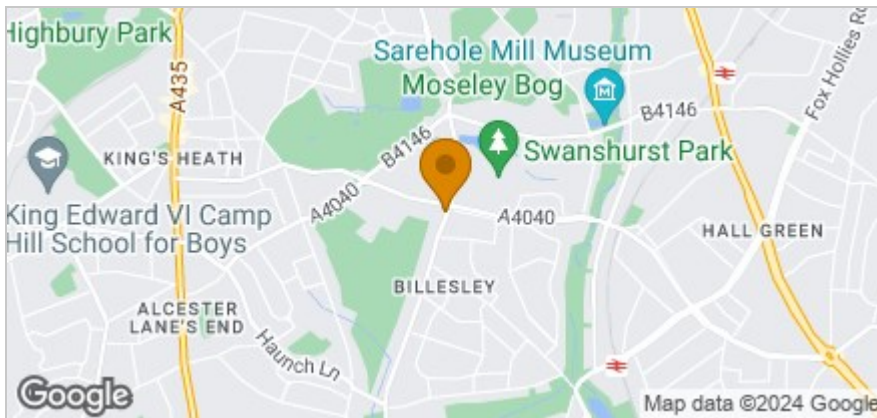 Highbury Park
A435
Sarehole Mill Museum
Moseley Bog
Fox Hollies Ro
B4146
B4146
KING'S HEATH
Swanshurst Park
A4040
A4040
King Edward VI Camp
Hill School for Boys
HALL GREEN
BILLESLEY
ALCESTER
LANE'S END
Haunch Ln
Google
Map data ©2024 Google